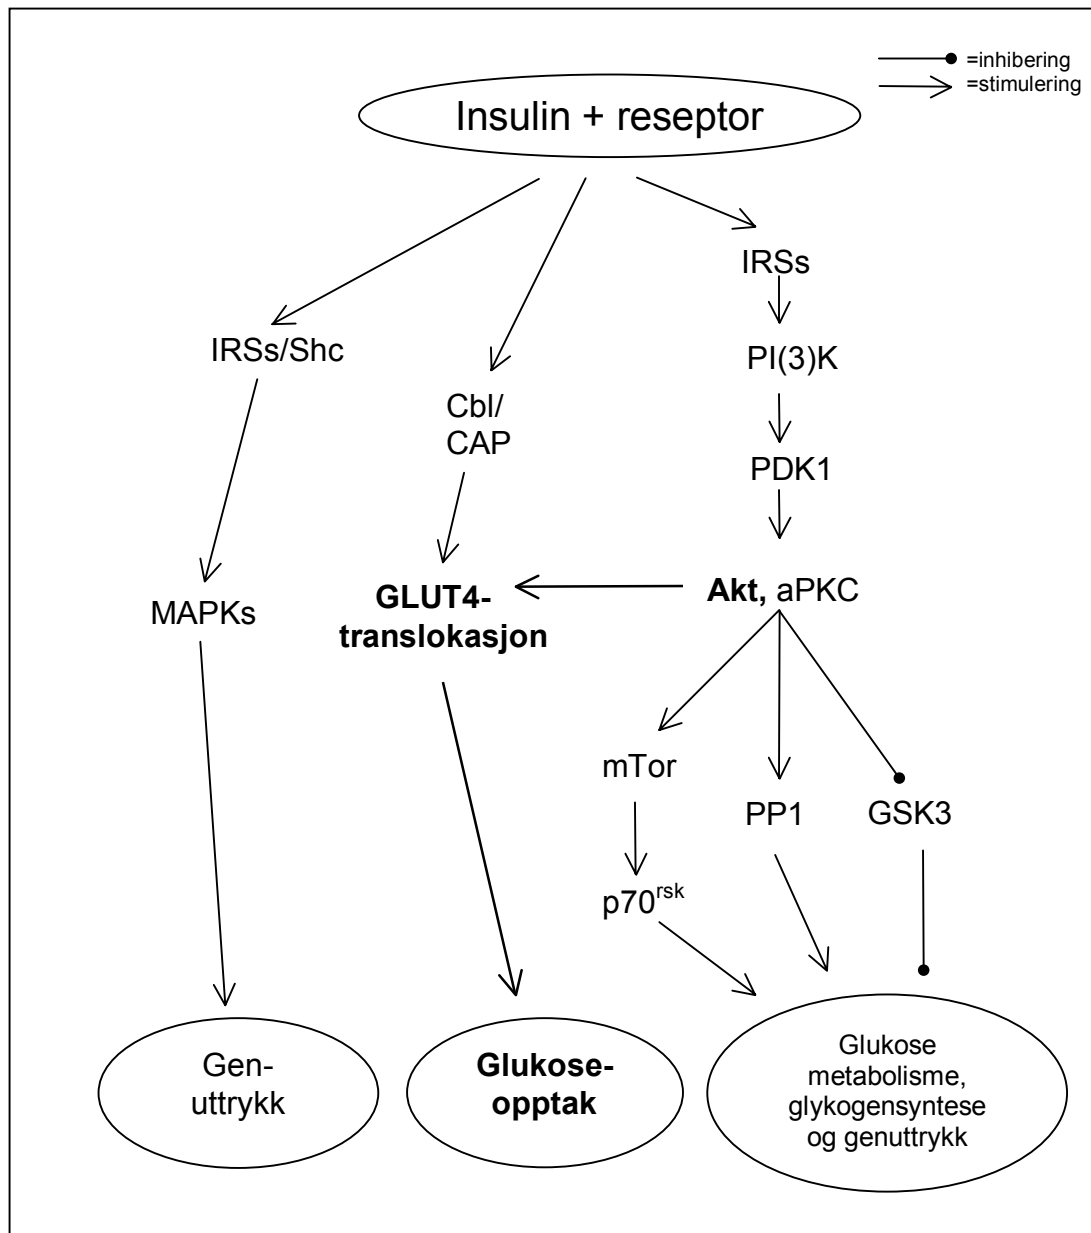 =inhibering
=stimulering
Insulin + reseptor
IRSs
IRSs/Shc
PI(3)K
Cbl/
CAP
PDK1
MAPKs
GLUT4-
translokasjon
Akt, aPKC
mTor
PP1
GSK3
p70rsk
Gen-
uttrykk
Glukose-
opptak
Glukose
metabolisme,
glykogensyntese
og genuttrykk